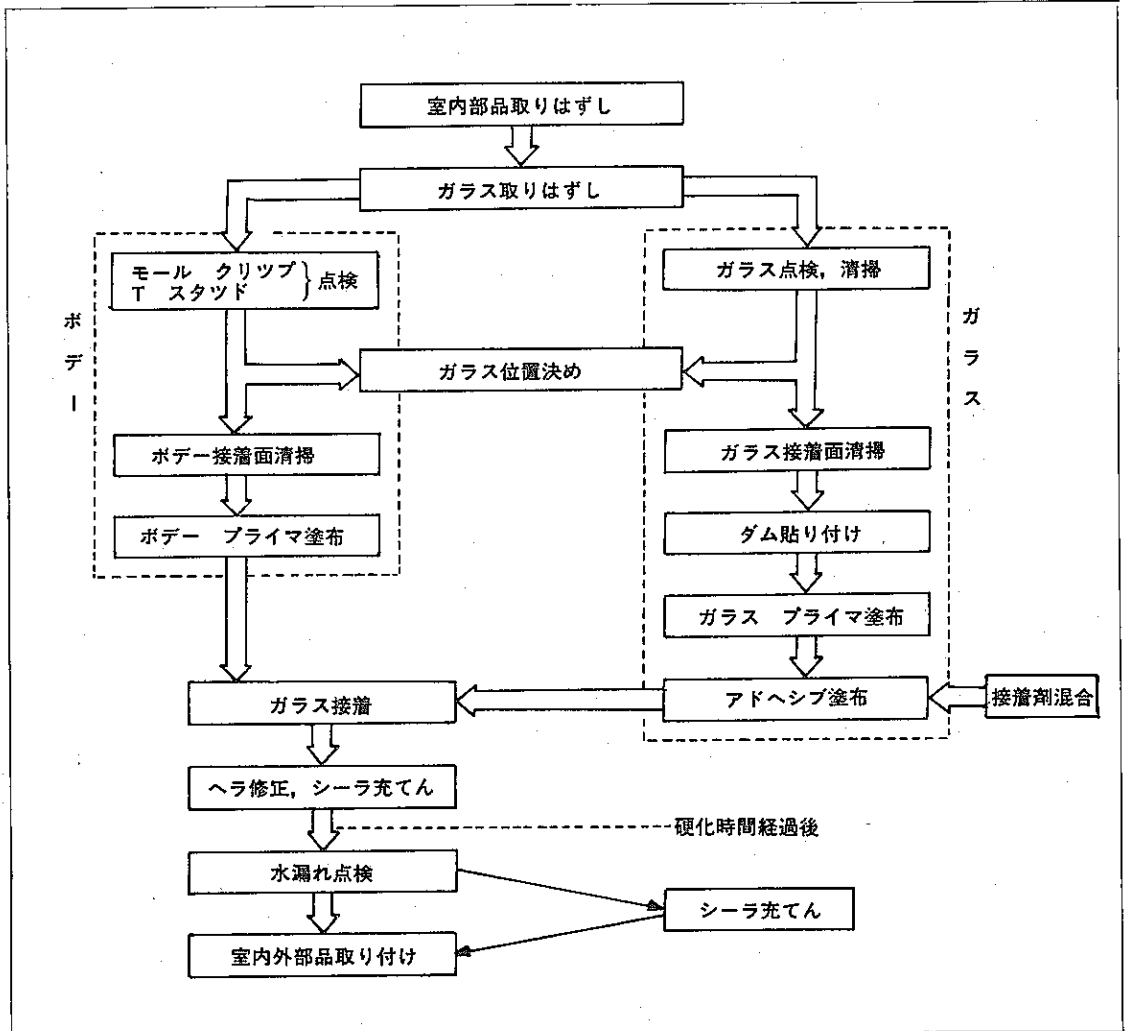 室内部品取りはずし
ガラス取りはずし
モール クリツプ
T スタツド
}点検
ガラス点検，清掃
ボデー
ガラス
ガラス位置決め
ボデー接着面清掃
ガラス接着面清掃
ボデー プライマ塗布
ダム貼り付け
ガラス プライマ塗布
ガラス接着
アドヘシブ塗布
接着剤混合
ヘラ修正，シーラ充てん
硬化時間経過後
水漏れ点検
シーラ充てん
室内外部品取り付け